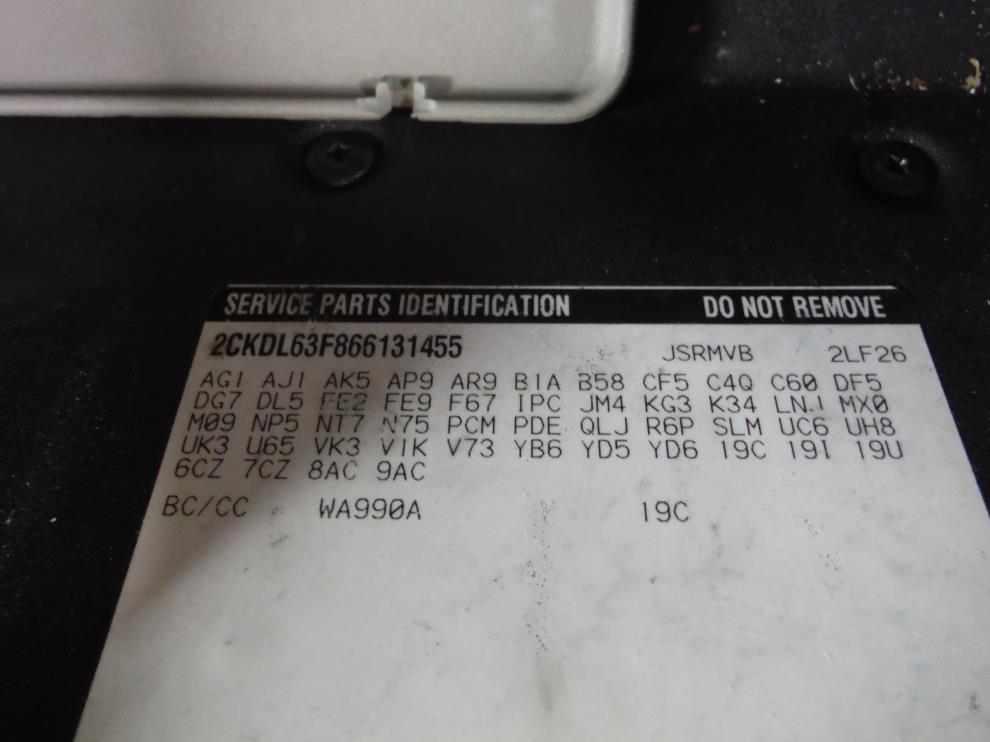 SERVICE PARTS IDENTIFICATION DO NOT REMOVE
2CKDL63F866131455 JSRMVB 2LF26
AG1 AJ1 AK5 AP9 AR9 B1A B58 CF5 C4Q C60 DF5
DG7 DL5 FE2 FE9 F67 IPC JM4 KG3 K34 LNJ MX0
M09 NP5 NT7 N75 PCM PDE QLJ R6P SLM UC6 UH8
UK3 U65 VK3 V1K V73 YB6 YD5 YD6 19C 19I 19U
6CZ 7CZ 8AC 9AC
BC/CC WA990A 19C